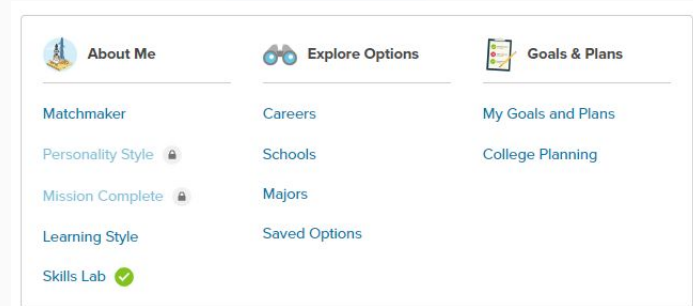 About Me
Matchmaker
Personality Style
Mission Complete
Learning Style
Skills Lab
Explore Options
Careers
Schools
Majors
Saved Options
Goals & Plans
My Goals and Plans
College Planning